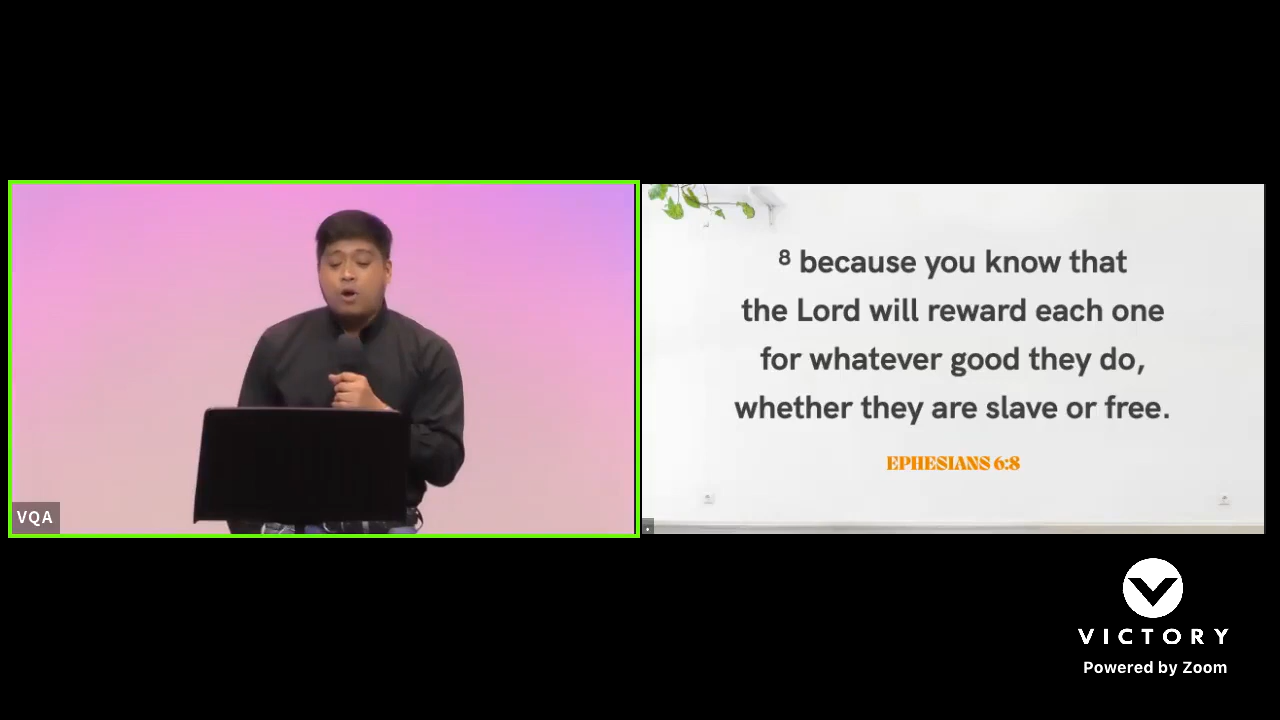 VQA
⁸ because you know that
the Lord will reward each one
for whatever good they do,
whether they are slave or free.
EPHESIANS 6:8
VICTORY
Powered by Zoom